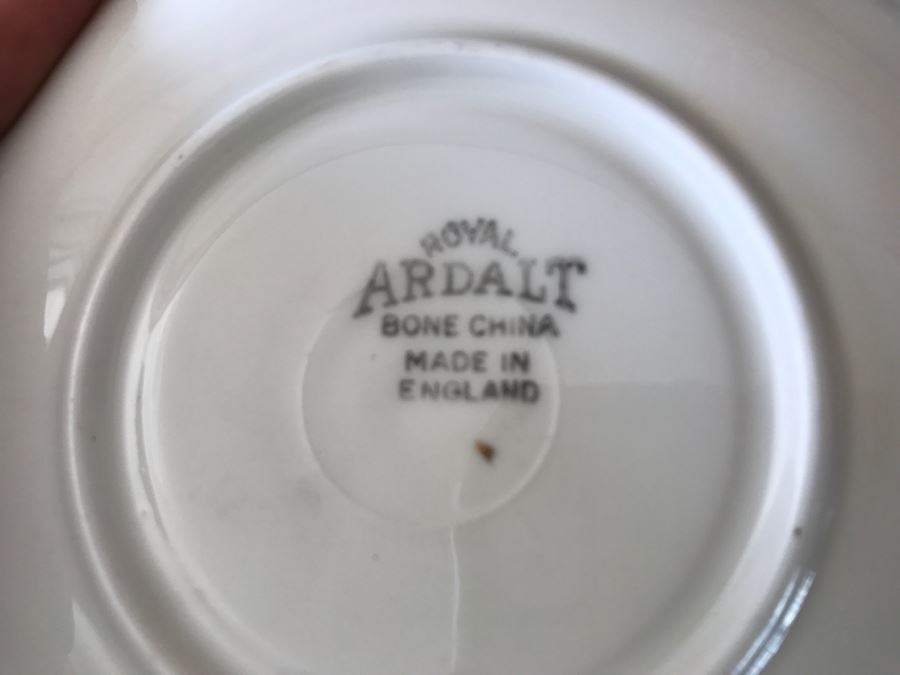 ROYAL
ARDALT
BONE CHINA
MADE IN
ENGLAND